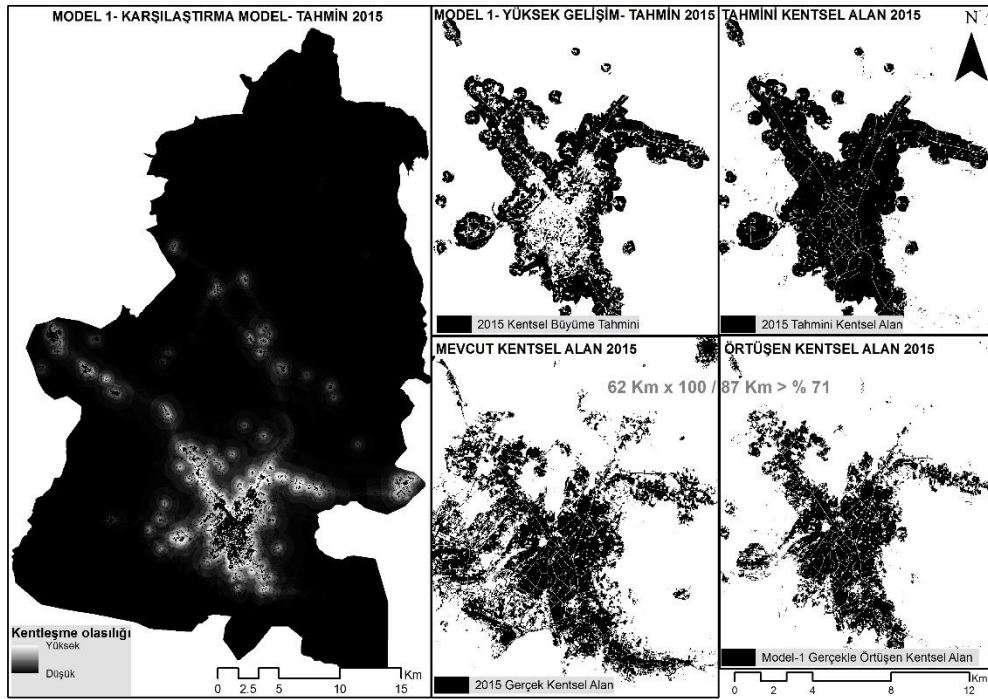 MODEL 1- KARŞILAŞTIRMA MODEL- TAHMİN 2015
Kentleşme olasılığı
Yüksek
Düşük
0 2.5 5 10 15
Km
MODEL 1- YÜKSEK GELİŞİM- TAHMİN 2015
2015 Kentsel Büyüme Tahmini
TAHMİNİ KENTSEL ALAN 2015
N
2015 Tahmini Kentsel Alan
MEVCUT KENTSEL ALAN 2015
62 Km x 100 / 87 Km > % 71
2015 Gerçek Kentsel Alan
ÖRTÜŞEN KENTSEL ALAN 2015
Model-1 Gerçekle Örtüşen Kentsel Alan
Km
0 2 4 8 12